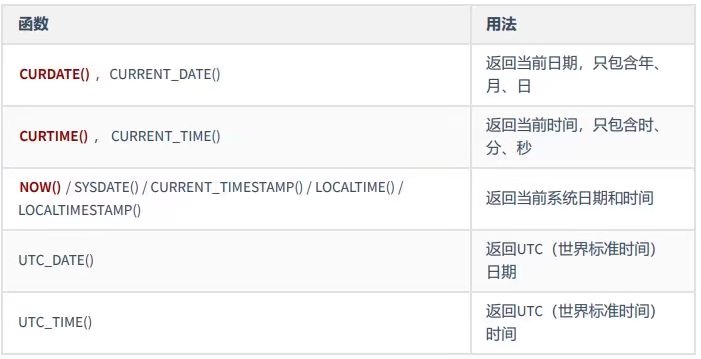 函数 用法
CURDATE() ，CURRENT_DATE() 返回当前日期，只包含年、
月、日
CURTIME() ， CURRENT_TIME() 返回当前时间，只包含时、
分、秒
NOW() / SYSDATE() / CURRENT_TIMESTAMP() / LOCALTIME() /
LOCALTIMESTAMP()
返回当前系统日期和时间
UTC_DATE() 返回UTC（世界标准时间）
日期
UTC_TIME() 返回UTC（世界标准时间）
时间